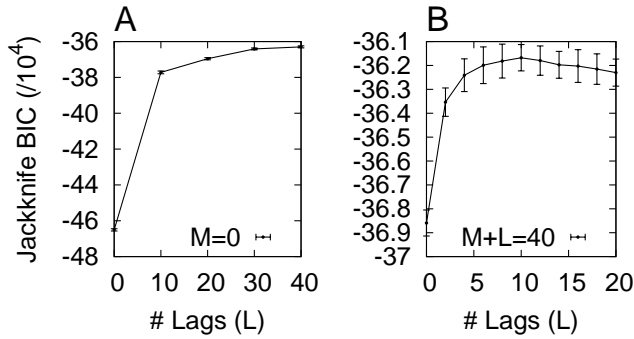 A
B
Jackknife BIC (/10⁴)
-36
-38
-40
-42
-44
-46
-48
M=0
0 10 20 30 40
# Lags (L)
-36.1
-36.2
-36.3
-36.4
-36.5
-36.6
-36.7
-36.8
-36.9
-37
M+L=40
0 5 10 15 20
# Lags (L)